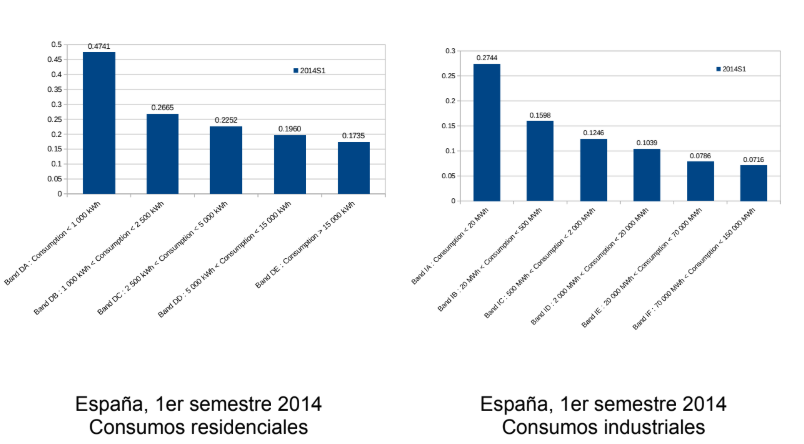 0.5
0.45
0.4
0.35
0.3
0.25
0.2
0.15
0.1
0.05
0
0.4741
0.2665
0.2252
0.1960
0.1735
2014S1
Band DA : Consumption < 1 000 kWh
Band DB : 1 000 kWh < Consumption < 2 500 kWh
Band DC : 2 500 kWh < Consumption < 5 000 kWh
Band DD : 5 000 kWh < Consumption < 15 000 kWh
Band DE : Consumption > 15 000 kWh
España, 1er semestre 2014
Consumos residenciales
0.3
0.25
0.2
0.15
0.1
0.05
0
0.2744
0.1598
0.1246
0.1039
0.0786
0.0716
2014S1
Band IA : Consumption < 20 MWh
Band IB : 20 MWh < Consumption < 500 MWh
Band IC : 500 MWh < Consumption < 2 000 MWh
Band ID : 2 000 MWh < Consumption < 20 000 MWh
Band IE : 20 000 MWh < Consumption < 70 000 MWh
Band IF : 70 000 MWh < Consumption < 150 000 MWh
España, 1er semestre 2014
Consumos industriales